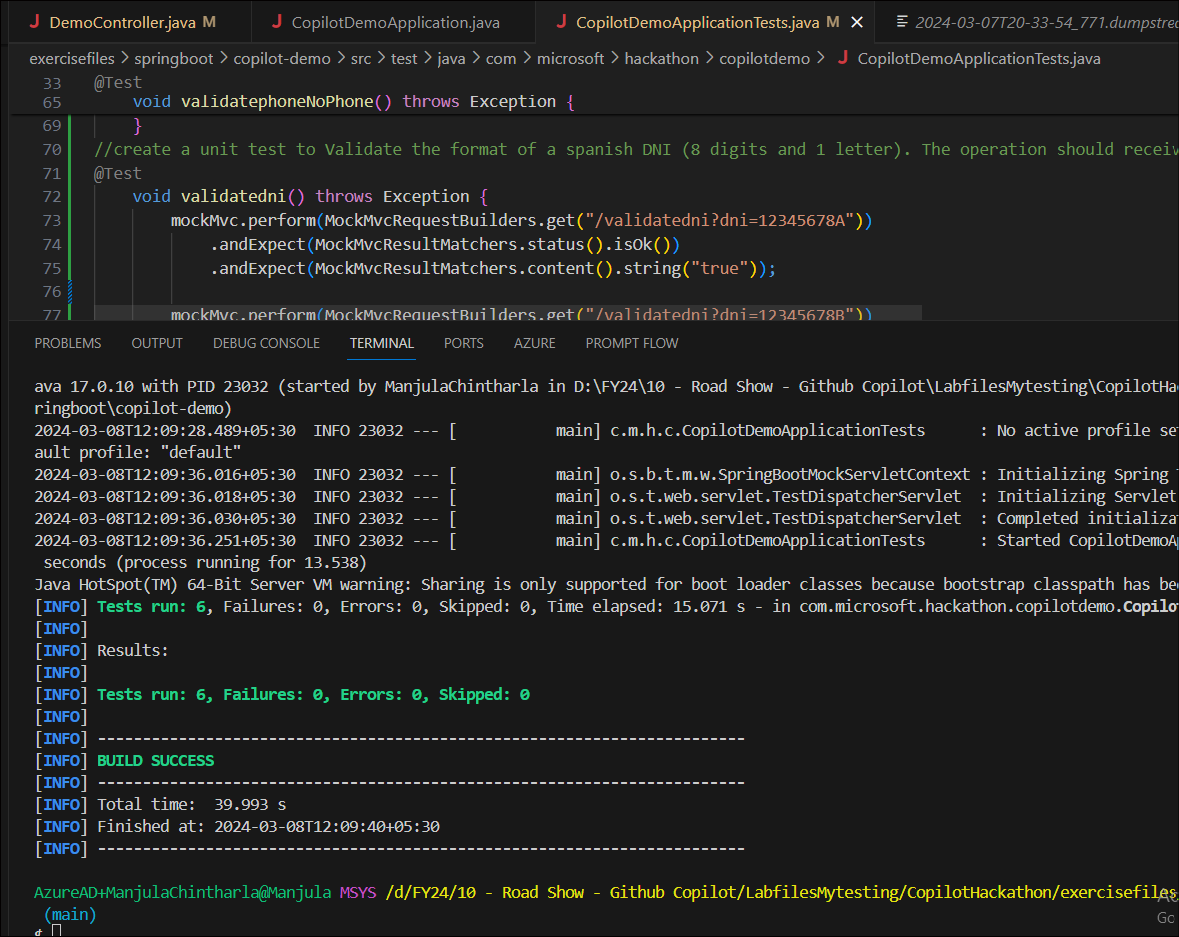 DemoController.java M
CopilotDemoApplication.java
CopilotDemoApplicationTests.java M
2024-03-07T20-33-54_771.dumpstrea
exercisefiles > springboot > copilot-demo > src > test > java > com > microsoft > hackathon > copilotdemo > CopilotDemoApplicationTests.java
33 @Test
65 void validatephoneNoPhone() throws Exception {
69 }
70 //create a unit test to Validate the format of a spanish DNI (8 digits and 1 letter). The operation should receiv
71 @Test
72 void validatedni() throws Exception {
73 mockMvc.perform(MockMvcRequestBuilders.get("/validatedni?dni=12345678A"))
74 .andExpect(MockMvcResultMatchers.status().isOk())
75 .andExpect(MockMvcResultMatchers.content().string("true"));
76
77 mockMvc.perform(MockMvcRequestBuilders.get("/validatedni?dni=12345678B"))
PROBLEMS OUTPUT DEBUG CONSOLE TERMINAL PORTS AZURE PROMPT FLOW
ava 17.0.10 with PID 23032 (started by ManjulaChintharla in D:\FY24\10 - Road Show - Github Copilot\LabfilesMytesting\CopilotHa
ringboot\copilot-demo)
2024-03-08T12:09:28.489+05:30 INFO 23032 --- [ main] c.m.h.c.CopilotDemoApplicationTests : No active profile se
ault profile: "default"
2024-03-08T12:09:36.016+05:30 INFO 23032 --- [ main] o.s.b.t.m.w.SpringBootMockServletContext : Initializing Spring T
2024-03-08T12:09:36.018+05:30 INFO 23032 --- [ main] o.s.t.web.servlet.TestDispatcherServlet : Initializing Servlet
2024-03-08T12:09:36.030+05:30 INFO 23032 --- [ main] o.s.t.web.servlet.TestDispatcherServlet : Completed initializa
2024-03-08T12:09:36.251+05:30 INFO 23032 --- [ main] c.m.h.c.CopilotDemoApplicationTests : Started CopilotDemoA
seconds (process running for 13.538)
Java HotSpot(TM) 64-Bit Server VM warning: Sharing is only supported for boot loader classes because bootstrap classpath has be
[INFO] Tests run: 6, Failures: 0, Errors: 0, Skipped: 0, Time elapsed: 15.071 s - in com.microsoft.hackathon.copilotdemo.Copilo
[INFO]
[INFO] Results:
[INFO]
[INFO] Tests run: 6, Failures: 0, Errors: 0, Skipped: 0
[INFO]
[INFO] ------------------------------------------------------------------------
[INFO] BUILD SUCCESS
[INFO] ------------------------------------------------------------------------
[INFO] Total time:  39.993 s
[INFO] Finished at: 2024-03-08T12:09:40+05:30
[INFO] ------------------------------------------------------------------------
AzureAD+ManjulaChintharla@Manjula MSYS /d/FY24/10 - Road Show - Github Copilot/LabfilesMytesting/CopilotHackathon/exercisefiles
(main)
Go